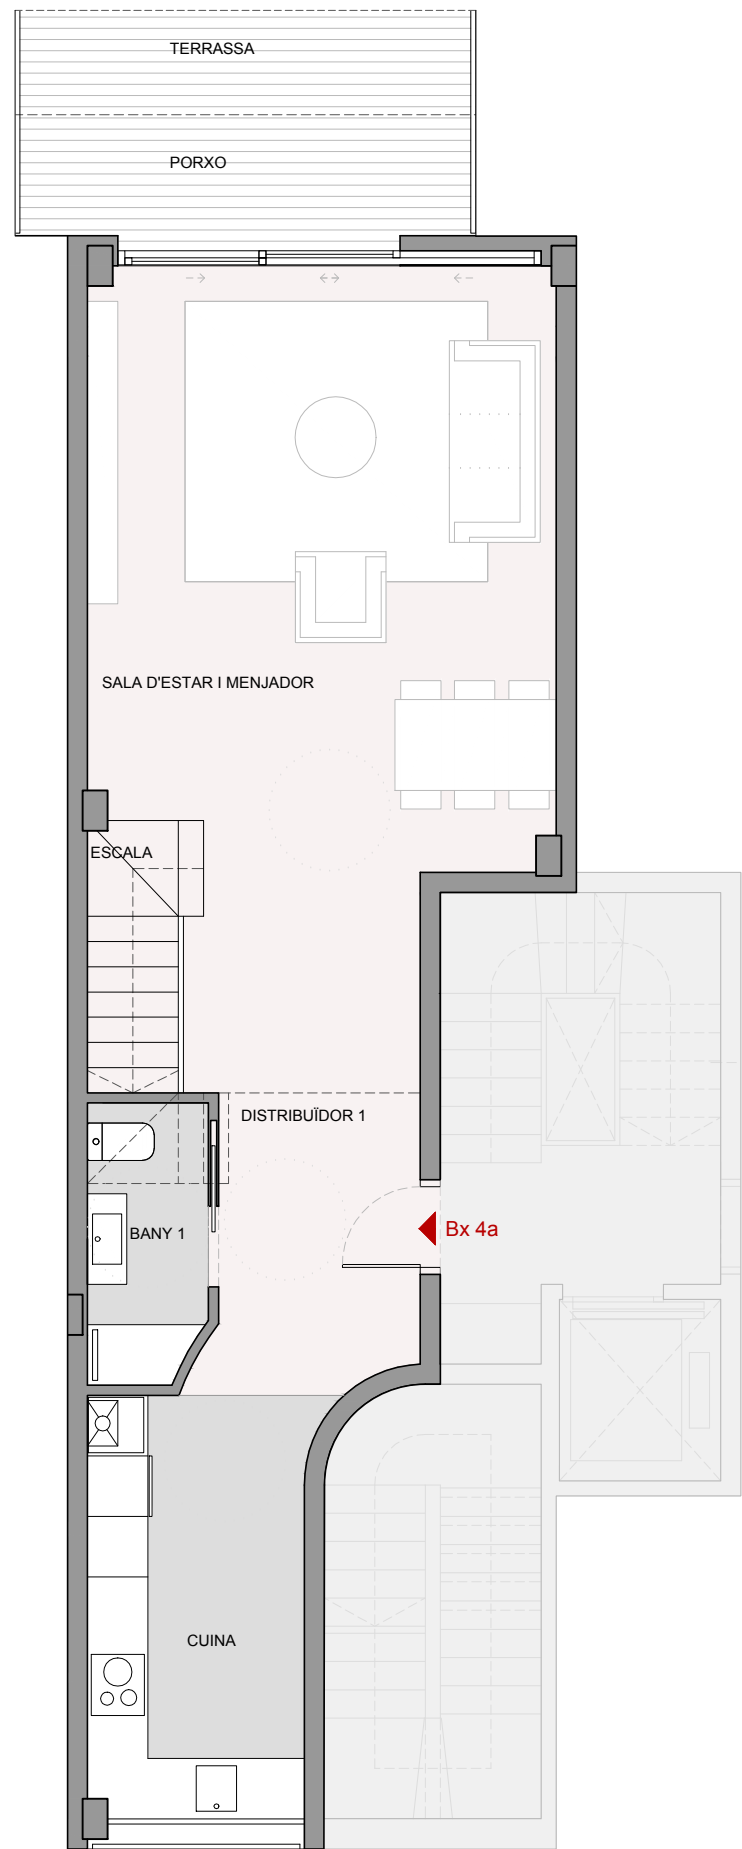 TERRASSA
PORXO
SALA D'ESTAR I MENJADOR
ESCALA
DISTRIBUÏDOR 1
BANY 1
Bx 4a
CUINA